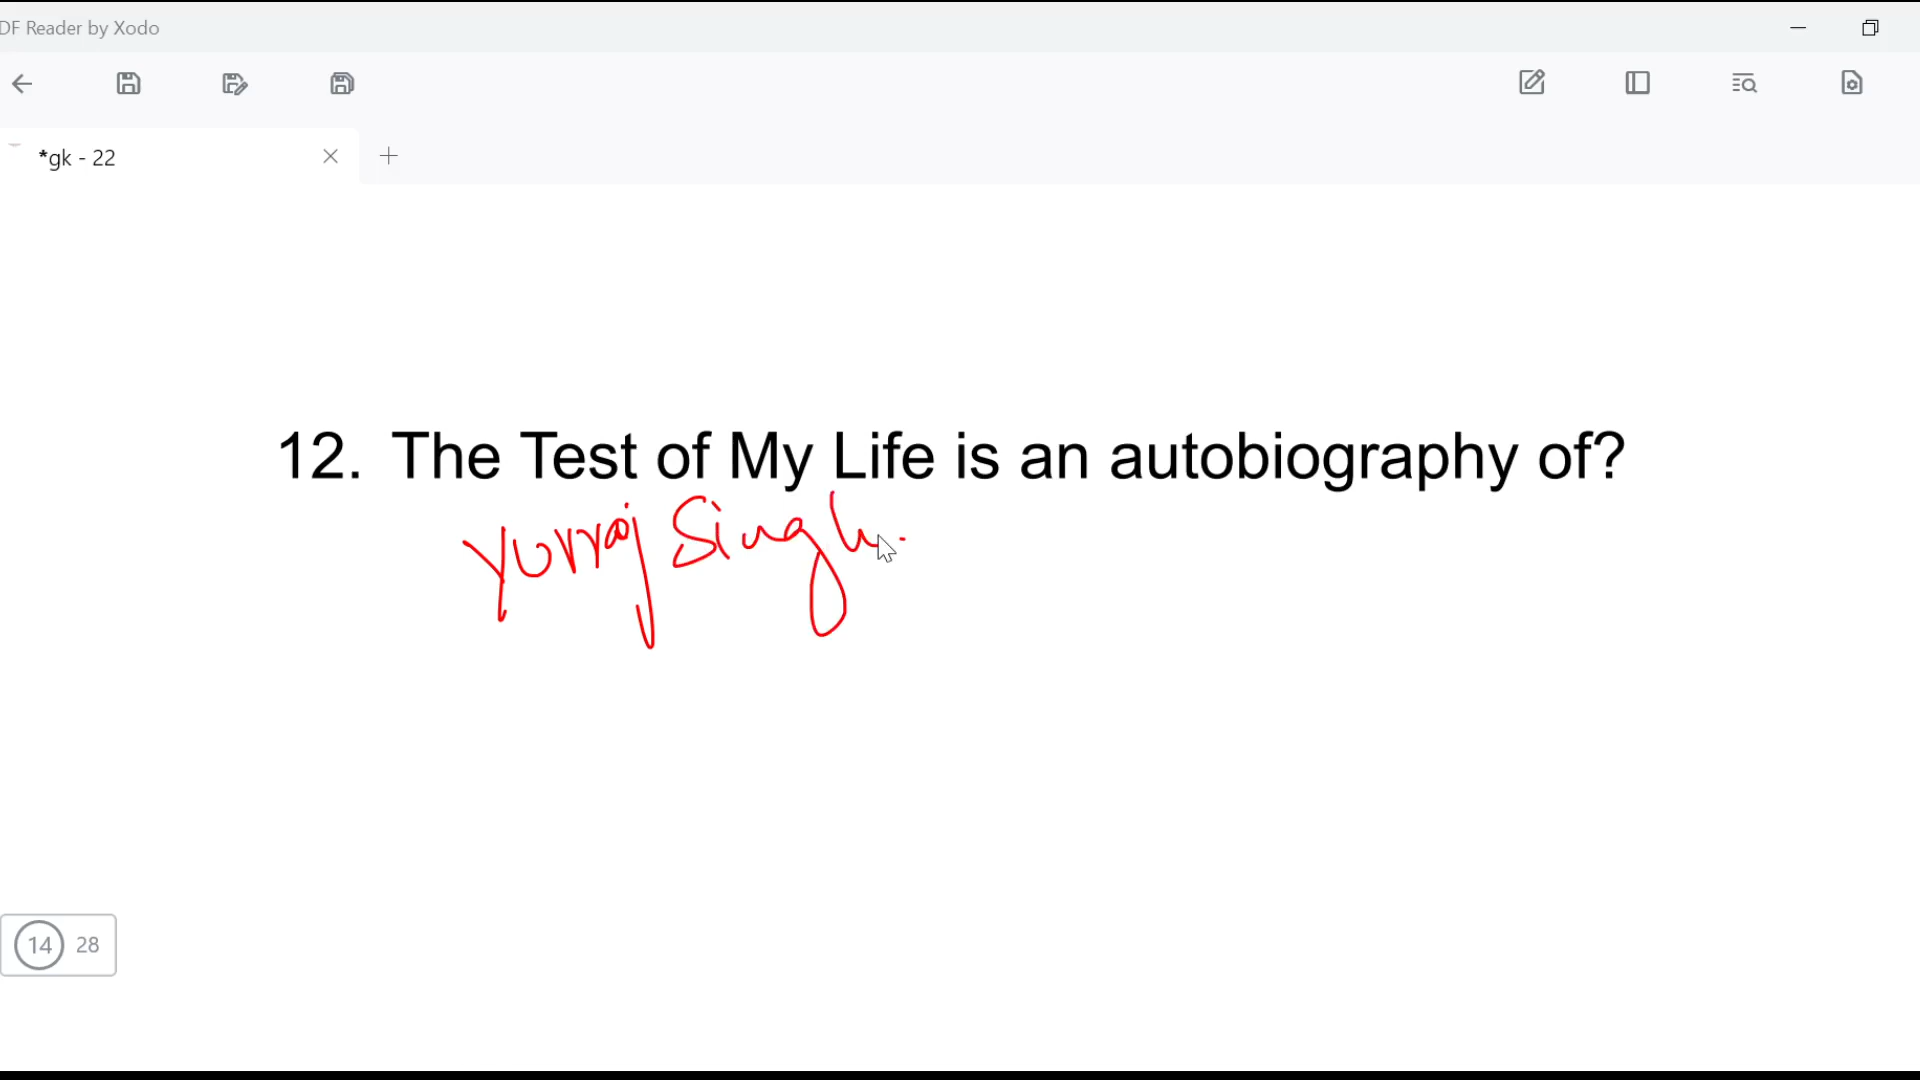 DF Reader by Xodo
*gk - 22
12. The Test of My Life is an autobiography of?
Yuvraj Singh.
14 28